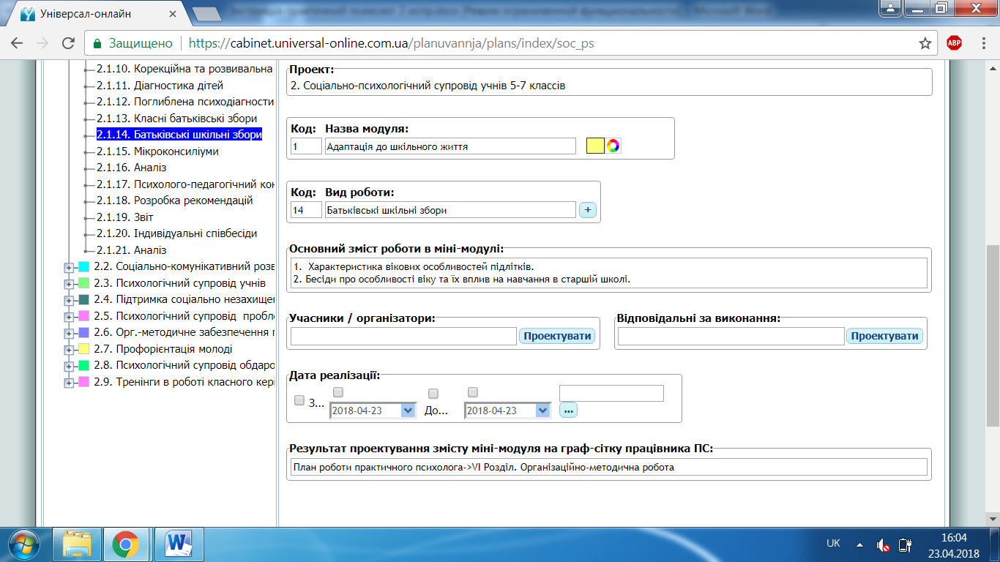 Універсал-онлайн
Защищено
https://cabinet.universal-online.com.ua/planuvannja/plans/index/soc_ps
ABP
2.1.10. Корекційна та розвивальна
2.1.11. Діагностика дітей
2.1.12. Поглиблена психодіагности
2.1.13. Класні батьківські збори
2.1.14. Батьківські шкільні збори
2.1.15. Мікроконсиліуми
2.1.16. Аналіз
2.1.17. Психолого-педагогічний кон
2.1.18. Розробка рекомендацій
2.1.19. Звіт
2.1.20. Індивідуальні співбесіди
2.1.21. Аналіз
2.2. Соціально-комунікативний розв
2.3. Психологічний супровід учнів
2.4. Підтримка соціально незахищен
2.5. Психологічний супровід пробле
2.6. Орг.-методичне забезпечення п
2.7. Профорієнтація молоді
2.8. Психологічний супровід обдаро
2.9. Тренінги в роботі класного кері
Проект:
2. Соціально-психологічний супровід учнів 5-7 классів
Код: Назва модуля:
1 Адаптація до шкільного життя
Код: Вид роботи:
14 Батьківські шкільні збори +
Основний зміст роботи в міні-модулі:
1. Характеристика вікових особливостей підлітків.
2. Бесіди про особливості віку та їх вплив на навчання в старшій школі.
Учасники / організатори:
Проектувати
Відповідальні за виконання:
Проектувати
Дата реалізації:
З... 2018-04-23 До... 2018-04-23 ...
Результат проектування змісту міні-модуля на граф-сітку працівника ПС:
План роботи практичного психолога->VI Розділ. Організаційно-методична робота
UK
16:04
23.04.2018